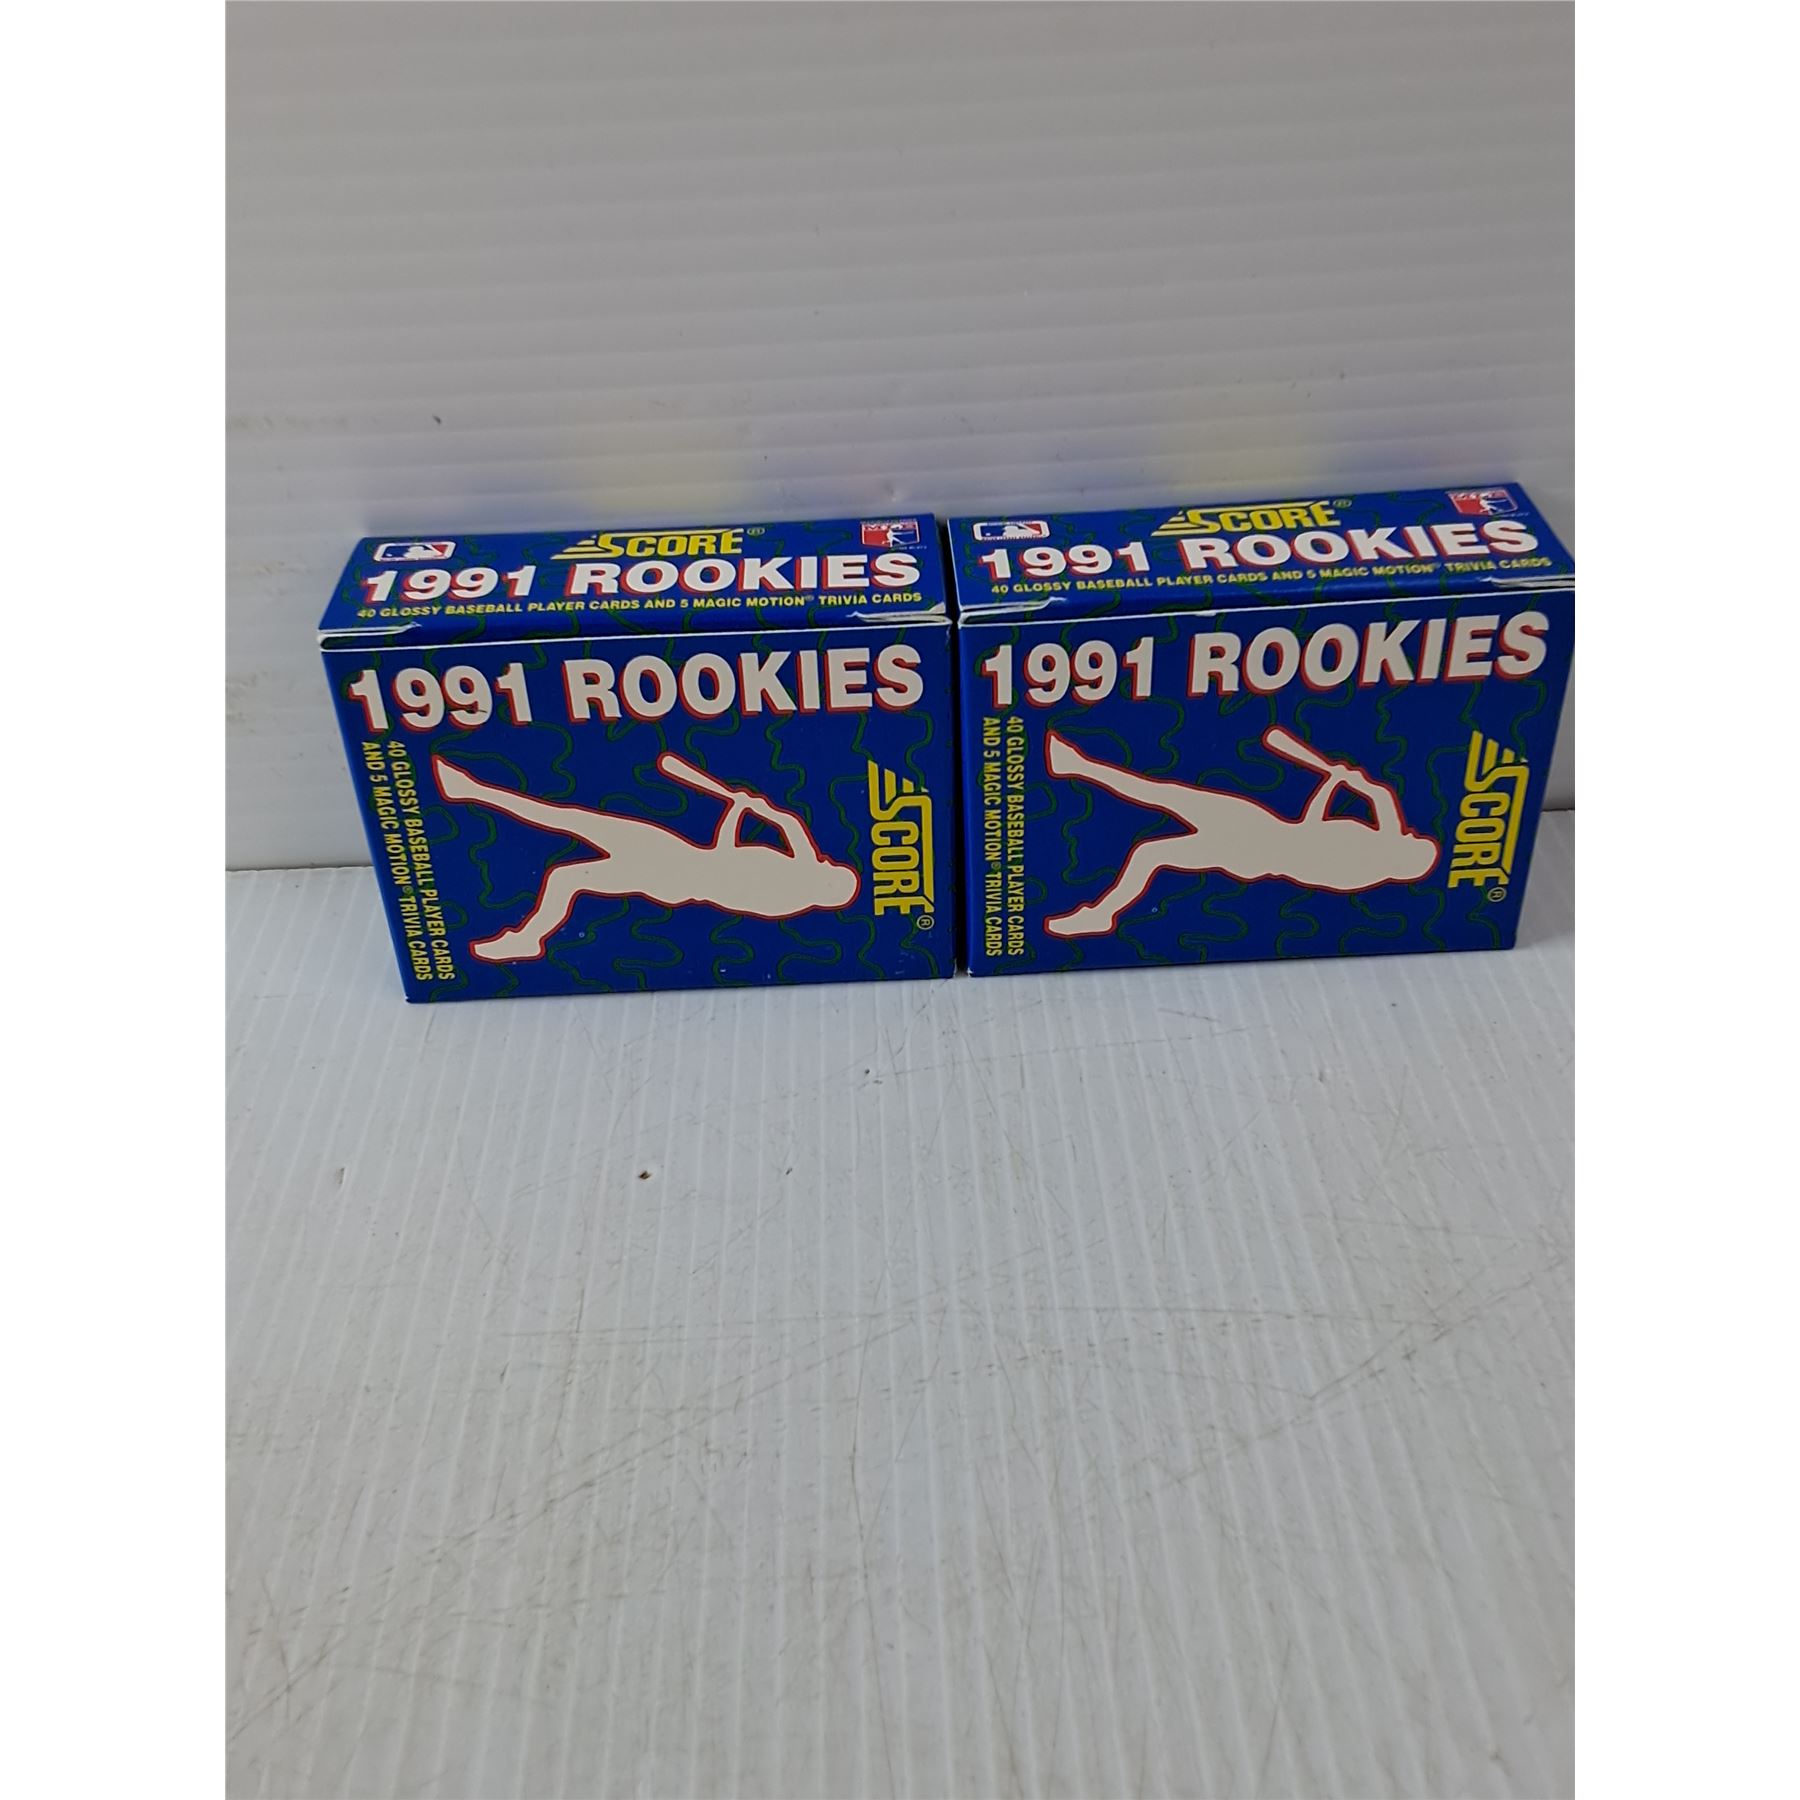 SCORE®
1991 ROOKIES
40 GLOSSY BASEBALL PLAYER CARDS AND 5 MAGIC MOTION® TRIVIA CARDS
1991 ROOKIES
40 GLOSSY BASEBALL PLAYER CARDS
AND 5 MAGIC MOTION® TRIVIA CARDS
SCORE®
SCORE®
1991 ROOKIES
40 GLOSSY BASEBALL PLAYER CARDS AND 5 MAGIC MOTION® TRIVIA CARDS
1991 ROOKIES
40 GLOSSY BASEBALL PLAYER CARDS
AND 5 MAGIC MOTION® TRIVIA CARDS
SCORE®